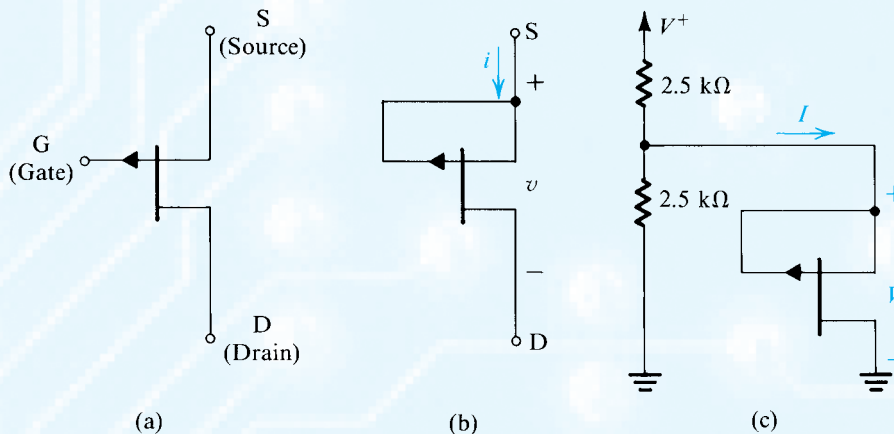 S
(Source)
G
(Gate)
D
(Drain)
(a)
S
i
+
v
−
D
(b)
V⁺
2.5 kΩ
I
2.5 kΩ
+
−
(c)